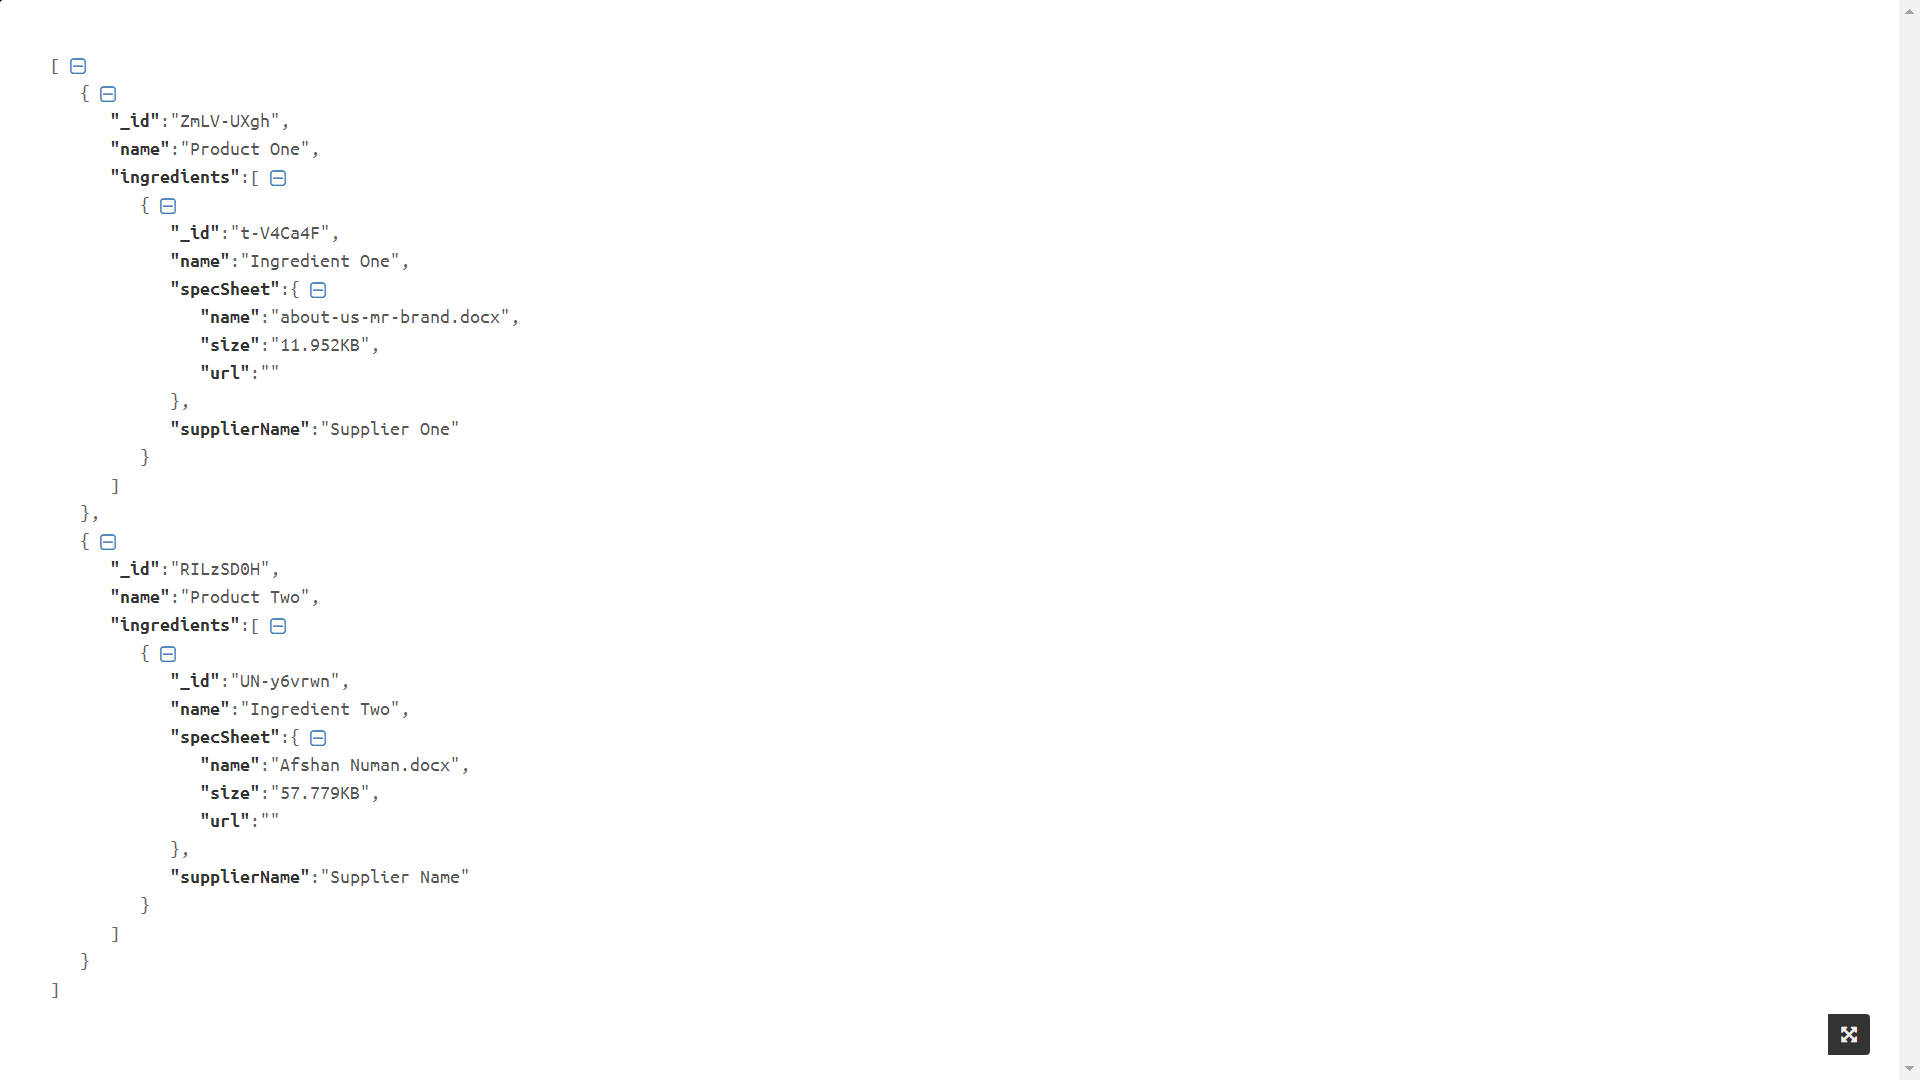 [
{
"_id":"ZmLV-UXgh",
"name":"Product One",
"ingredients":[
{
"_id":"t-V4Ca4F",
"name":"Ingredient One",
"specSheet":{
"name":"about-us-mr-brand.docx",
"size":"11.952KB",
"url":""
},
"supplierName":"Supplier One"
}
]
},
{
"_id":"RILzSD0H",
"name":"Product Two",
"ingredients":[
{
"_id":"UN-y6vrwn",
"name":"Ingredient Two",
"specSheet":{
"name":"Afshan Numan.docx",
"size":"57.779KB",
"url":""
},
"supplierName":"Supplier Name"
}
]
}
]